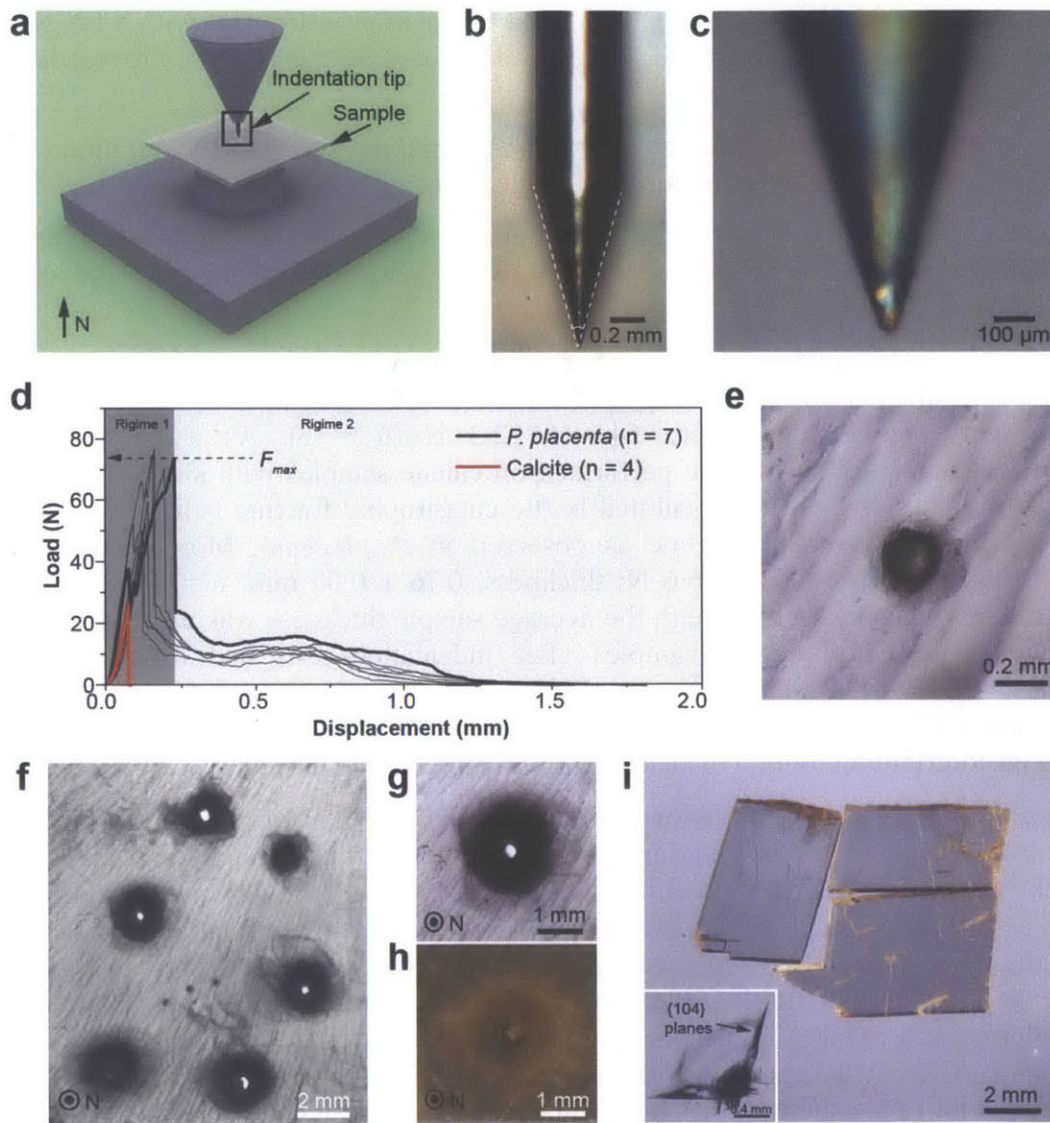 a
Indentation tip
Sample
N
b
0.2 mm
c
100 µm
d
Rigime 1
Rigime 2
F_max
P. placenta (n = 7)
Calcite (n = 4)
Load (N)
80
60
40
20
0
0.0
0.5
1.0
1.5
2.0
Displacement (mm)
e
0.2 mm
f
N
2 mm
g
N
1 mm
h
N
1 mm
i
{104}
planes
0.4 mm
2 mm